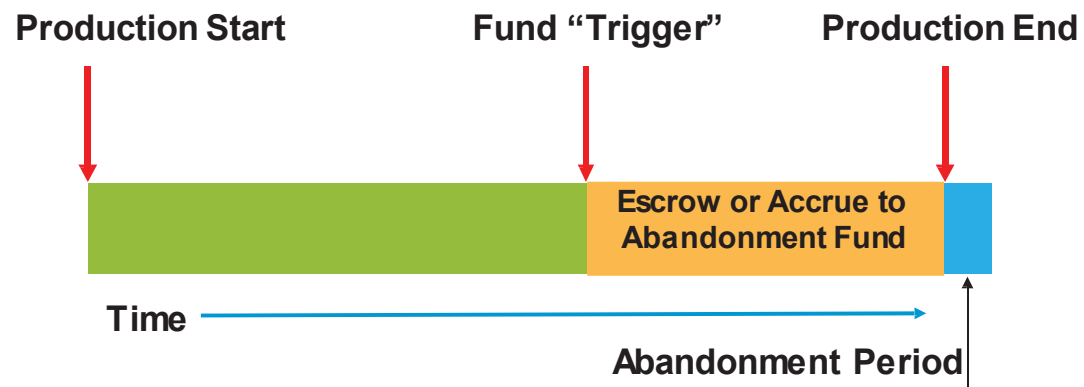 Production Start
Fund “Trigger”
Production End
Escrow or Accrue to
Abandonment Fund
Time
Abandonment Period